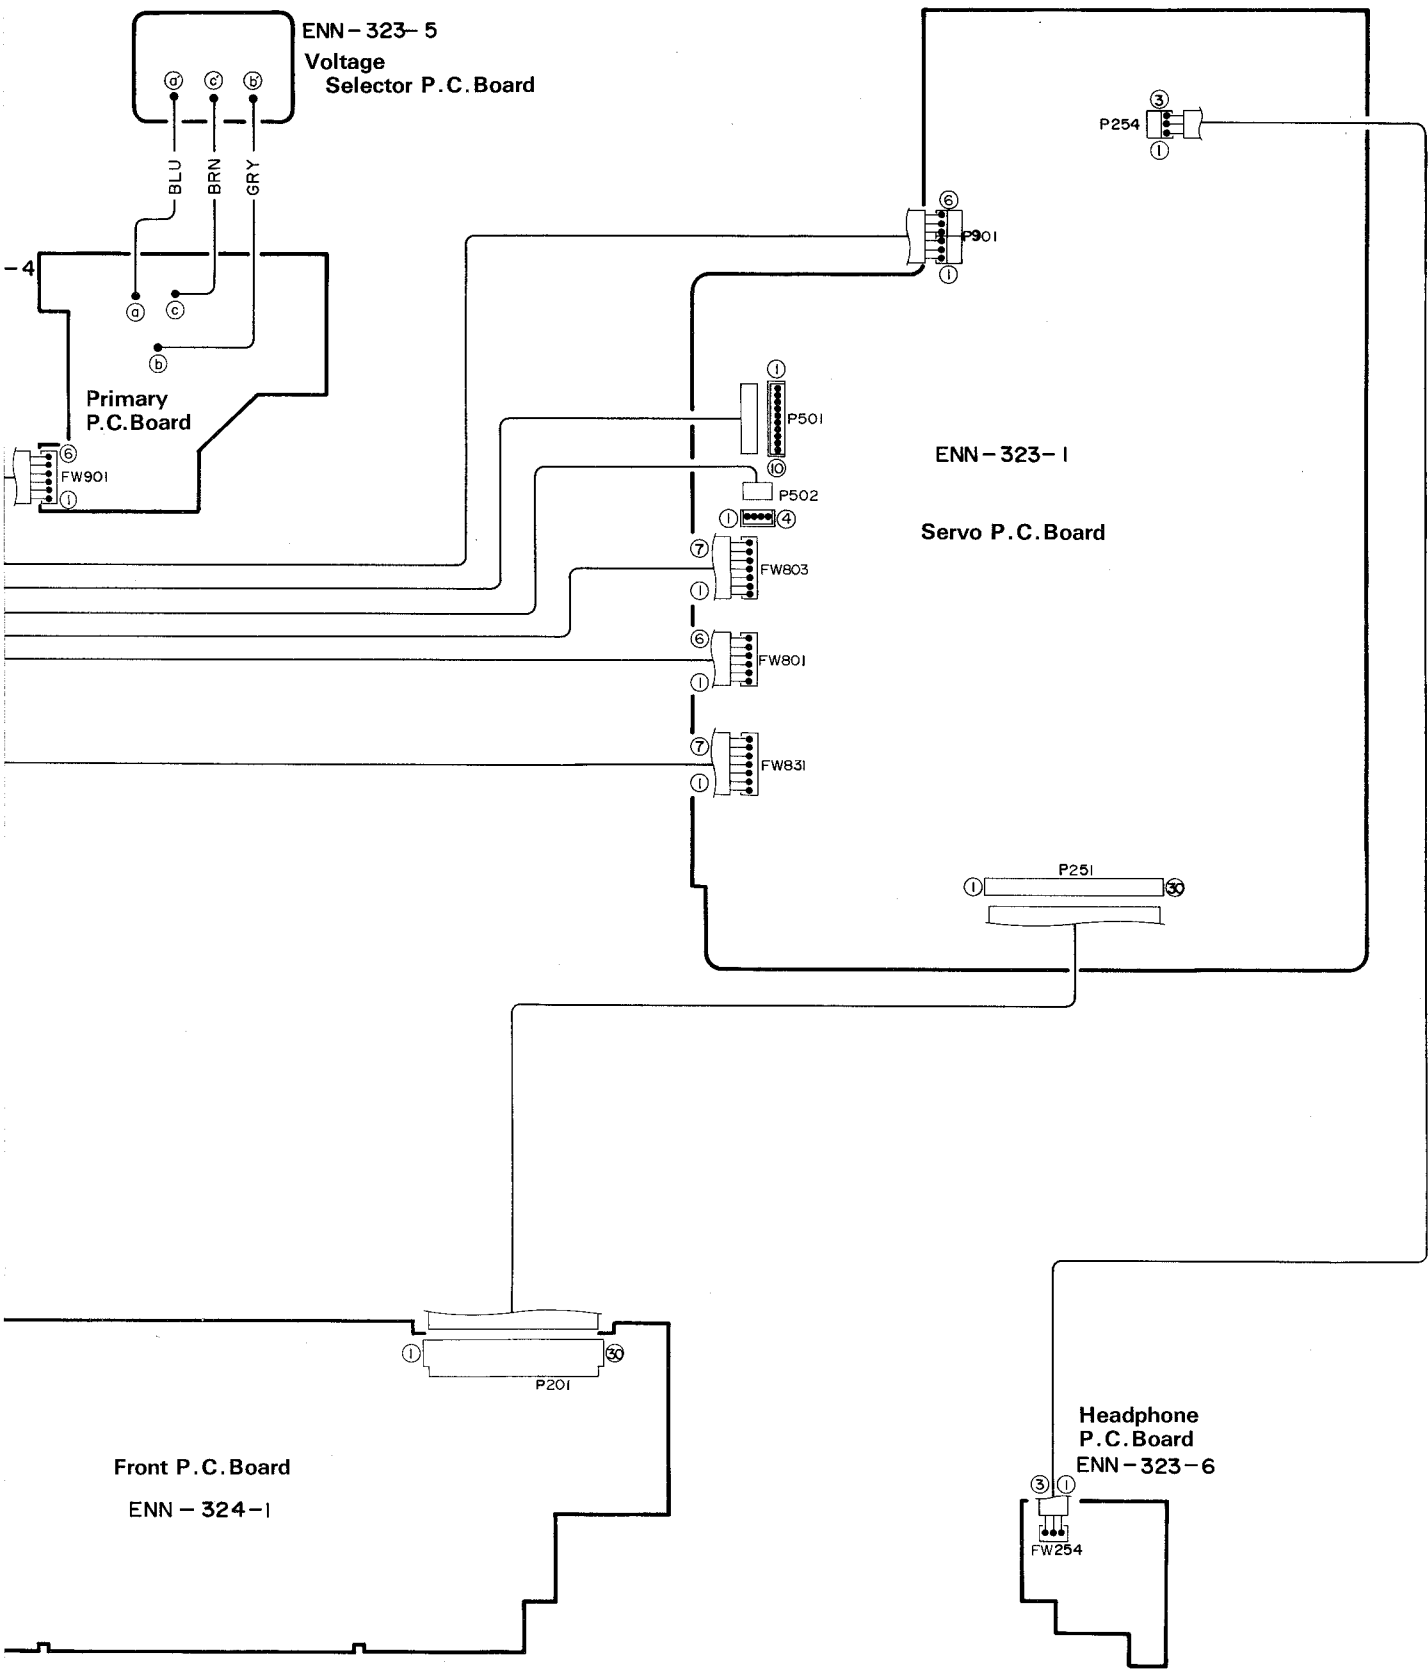 ENN-323-5
Voltage
Selector P.C.Board
a' c' b'
BLU
BRN
GRY
-4
a c
b
Primary
P.C.Board
6
FW901
1
3
P254
1
6
P901
1
1
P501
10
P502
1 4
7
FW803
1
6
FW801
1
7
FW831
1
ENN-323-1
Servo P.C.Board
P251
1 30
1 30
P201
Front P.C.Board
ENN-324-1
Headphone
P.C.Board
ENN-323-6
3 1
FW254